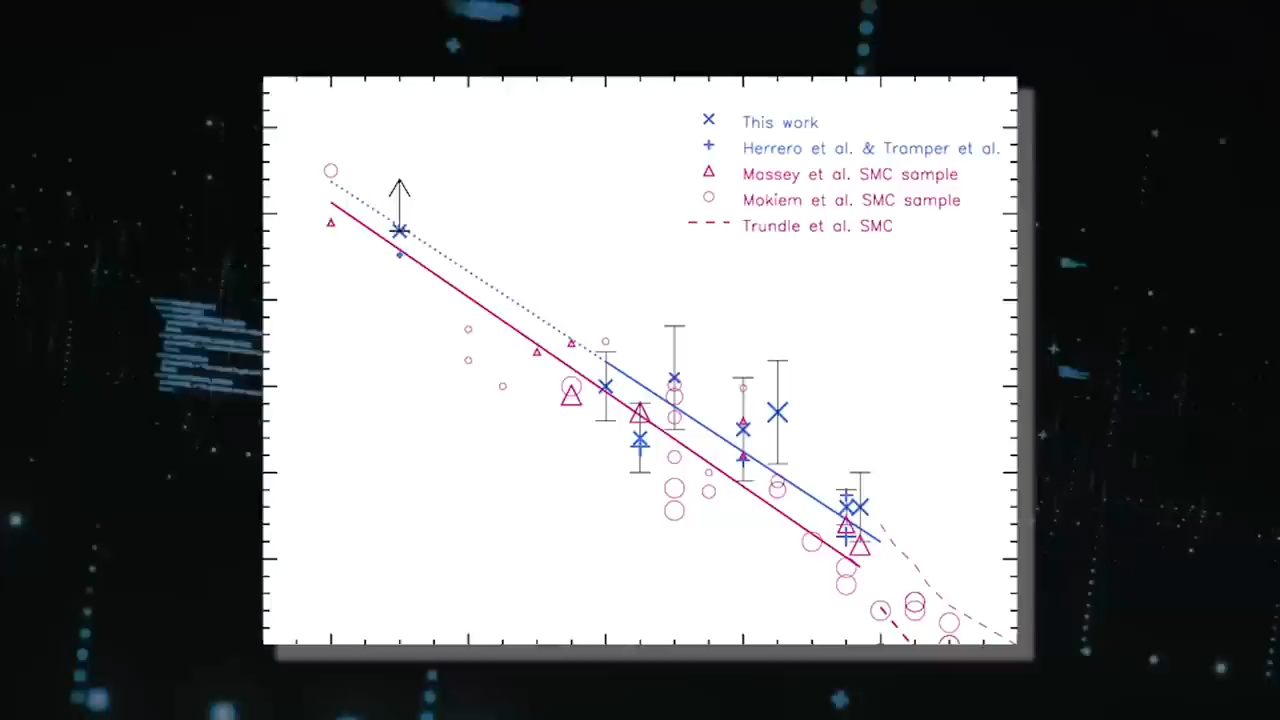 This work
Herrero et al. & Tramper et al.
Massey et al. SMC sample
Mokiem et al. SMC sample
Trundle et al. SMC